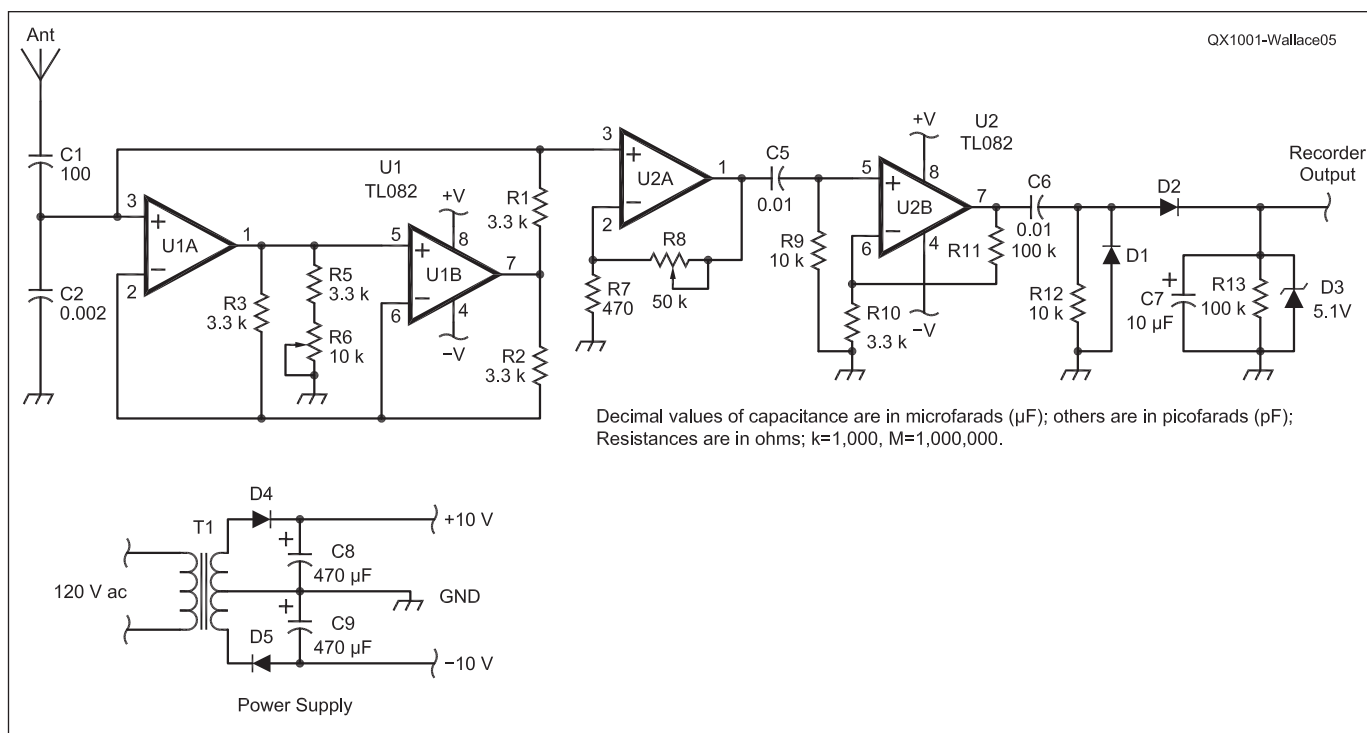 QX1001-Wallace05
Ant
C1
100
C2
0.002
3
+
U1A
−
2
1
R3
3.3 k
R5
3.3 k
R6
10 k
U1
TL082
+V
8
5
+
U1B
−
6
7
4
−V
R1
3.3 k
R2
3.3 k
3
+
U2A
−
2
1
R7
470
R8
50 k
C5
0.01
R9
10 k
+V
U2
TL082
8
5
+
U2B
−
6
7
4
−V
R10
3.3 k
R11
100 k
C6
0.01
R12
10 k
D1
D2
Recorder
Output
+
C7
10 µF
R13
100 k
D3
5.1V
Decimal values of capacitance are in microfarads (µF); others are in picofarads (pF);
Resistances are in ohms; k=1,000, M=1,000,000.
120 V ac
T1
D4
+
C8
470 µF
+
C9
470 µF
D5
+10 V
GND
−10 V
Power Supply